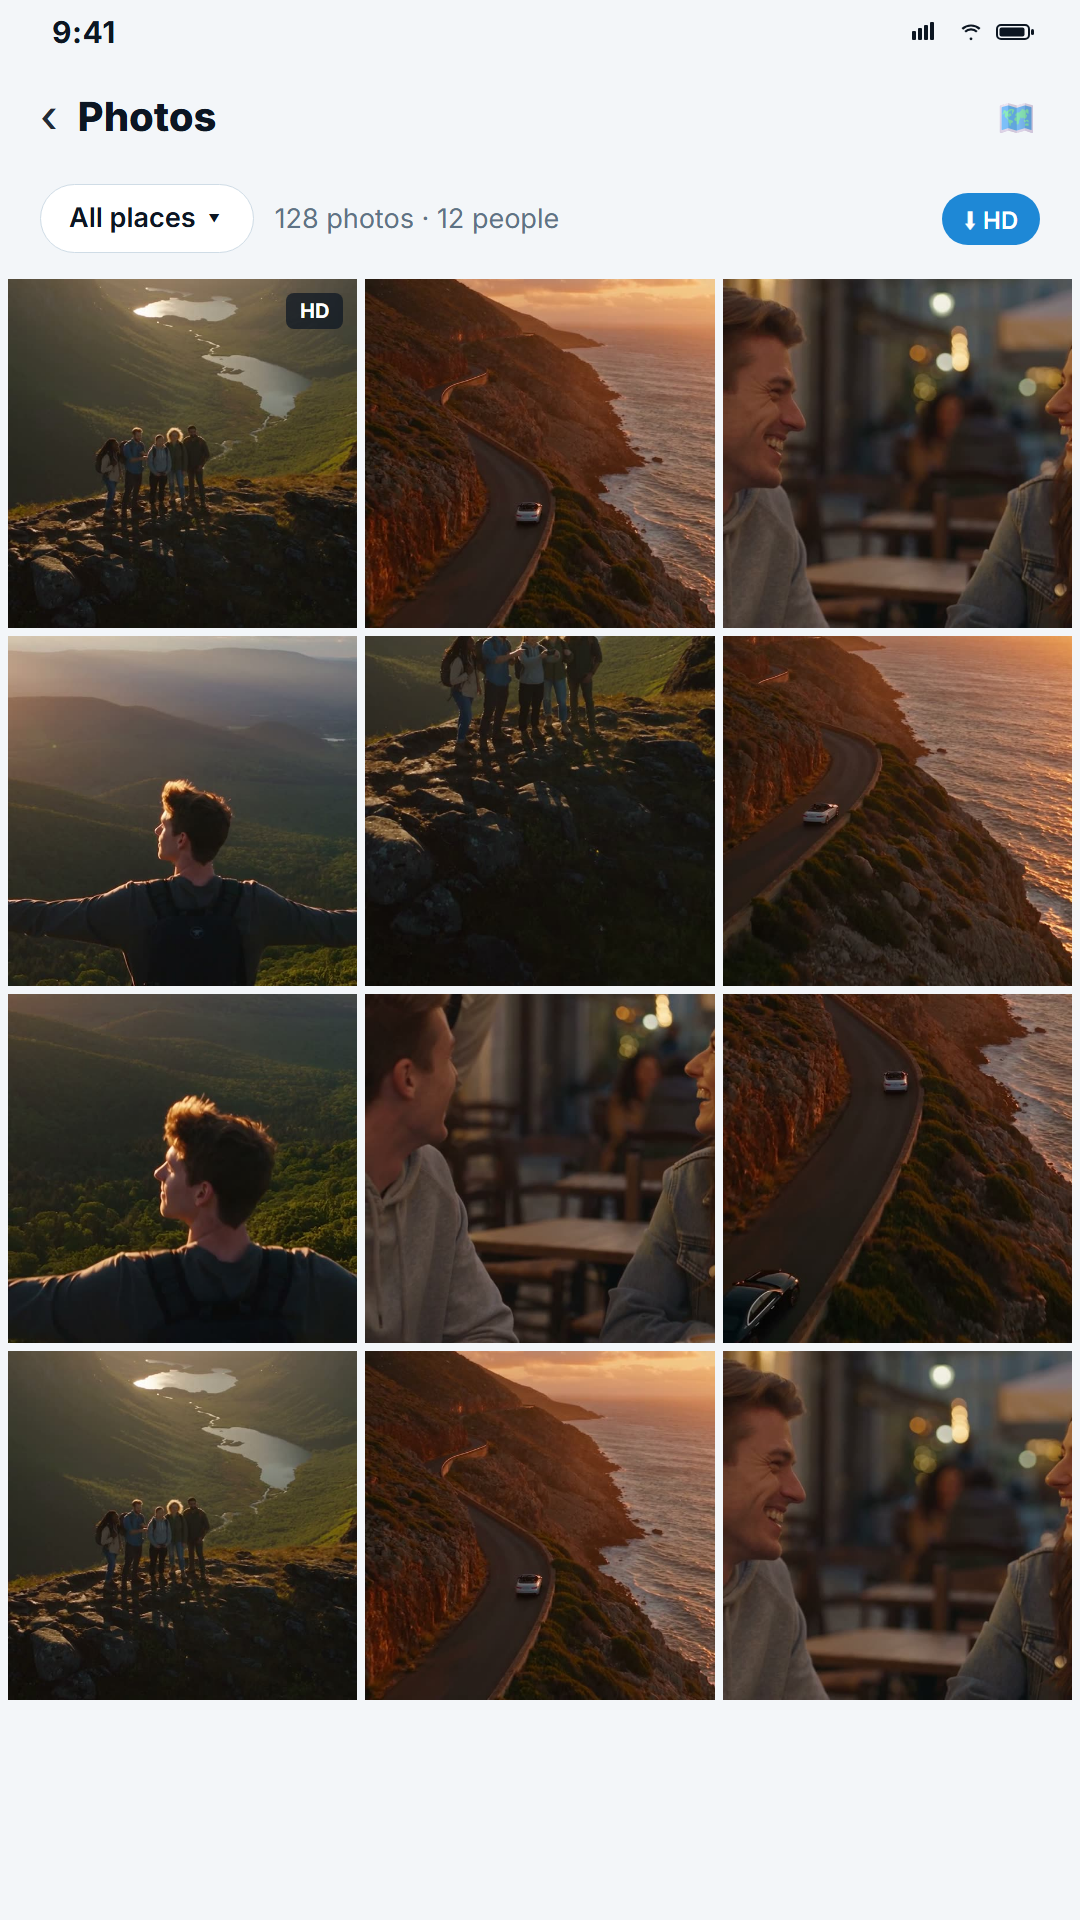 9:41
‹ Photos
All places ▼
128 photos · 12 people
⬇ HD
HD